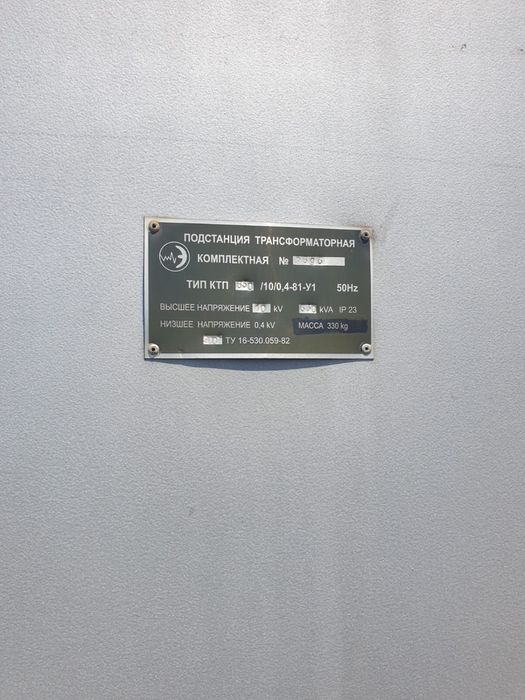 ПОДСТАНЦИЯ ТРАНСФОРМАТОРНАЯ
КОМПЛЕКТНАЯ №
ТИП КТП /10/0,4-81-У1 50Hz
ВЫСШЕЕ НАПРЯЖЕНИЕ 10 kV kVA IP 23
НИЗШЕЕ НАПРЯЖЕНИЕ 0,4 kV МАССА 330 kg
ТУ 16-530.059-82